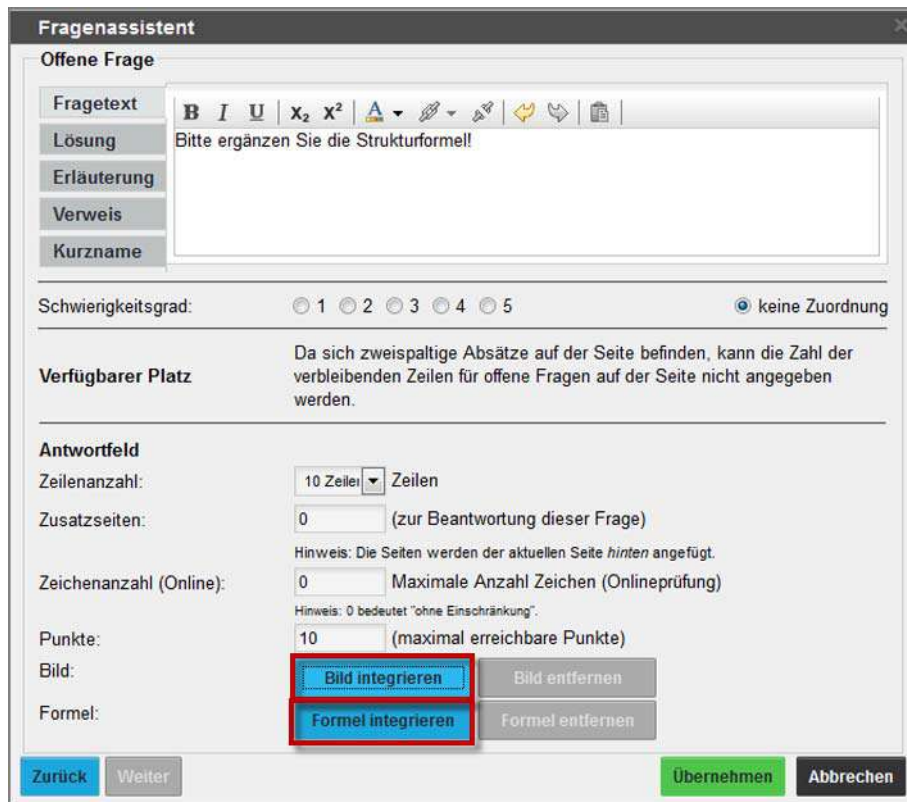 Fragenassistent
Offene Frage
Fragetext
Lösung
Erläuterung
Verweis
Kurzname
B I U x₂ x² A
Bitte ergänzen Sie die Strukturformel!
Schwierigkeitsgrad: 1 2 3 4 5 keine Zuordnung
Verfügbarer Platz
Da sich zweispaltige Absätze auf der Seite befinden, kann die Zahl der
verbleibenden Zeilen für offene Fragen auf der Seite nicht angegeben
werden.
Antwortfeld
Zeilenanzahl: 10 Zeilen Zeilen
Zusatzseiten: 0 (zur Beantwortung dieser Frage)
Hinweis: Die Seiten werden der aktuellen Seite hinten angefügt.
Zeichenanzahl (Online): 0 Maximale Anzahl Zeichen (Onlineprüfung)
Hinweis: 0 bedeutet "ohne Einschränkung".
Punkte: 10 (maximal erreichbare Punkte)
Bild: Bild integrieren Bild entfernen
Formel: Formel integrieren Formel entfernen
Zurück Weiter Übernehmen Abbrechen